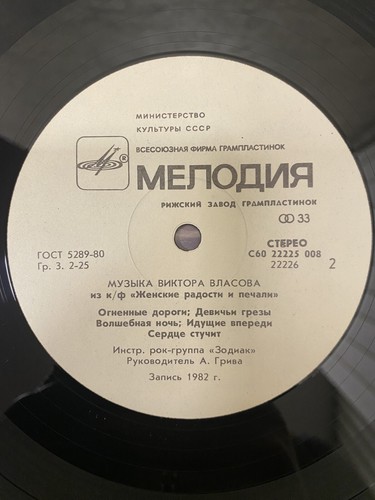 МИНИСТЕРСТВО
КУЛЬТУРЫ СССР
ВСЕСОЮЗНАЯ ФИРМА ГРАМПЛАСТИНОК
®
МЕЛОДИЯ
РИЖСКИЙ ЗАВОД ГРАМПЛАСТИНОК
33
ГОСТ 5289-80
Гр. 3. 2-25
СТЕРЕО
С60 22225 008
22226 2
МУЗЫКА ВИКТОРА ВЛАСОВА
из к/ф «Женские радости и печали»
Огненные дороги; Девичьи грезы
Волшебная ночь; Идущие впереди
Сердце стучит
Инстр. рок-группа «Зодиак»
Руководитель А. Грива
Запись 1982 г.